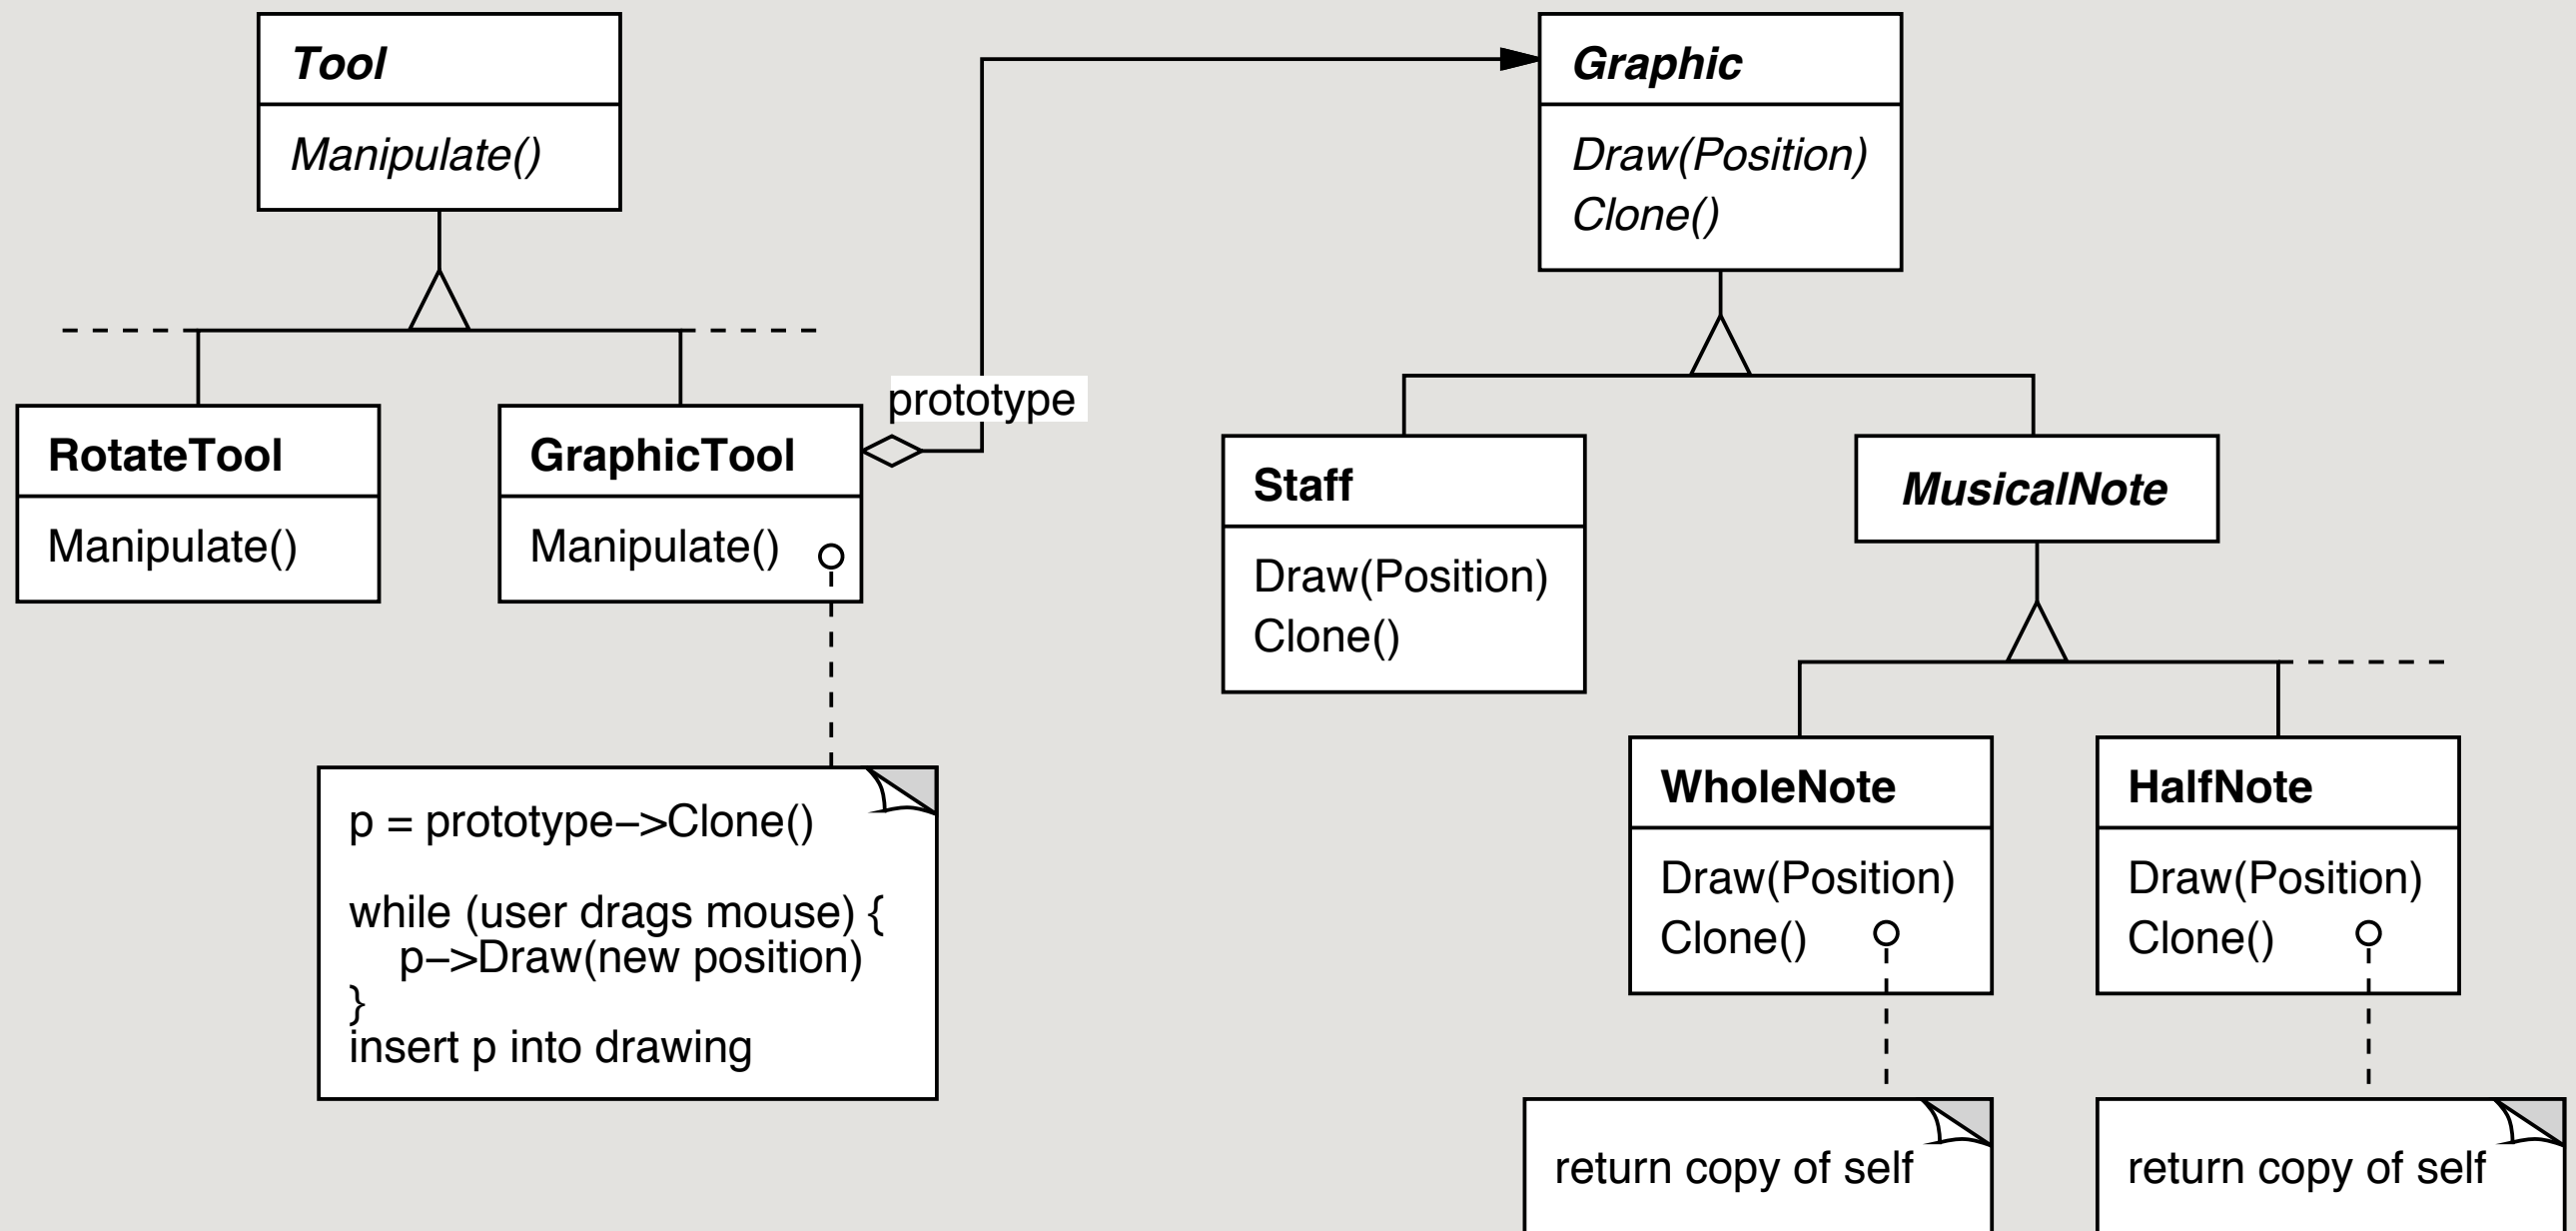 Tool
Manipulate()
Graphic
Draw(Position)
Clone()
prototype
RotateTool
Manipulate()
GraphicTool
Manipulate()
Staff
Draw(Position)
Clone()
MusicalNote
WholeNote
Draw(Position)
Clone()
HalfNote
Draw(Position)
Clone()
p = prototype–>Clone()
while (user drags mouse) {
p–>Draw(new position)
}
insert p into drawing
return copy of self
return copy of self